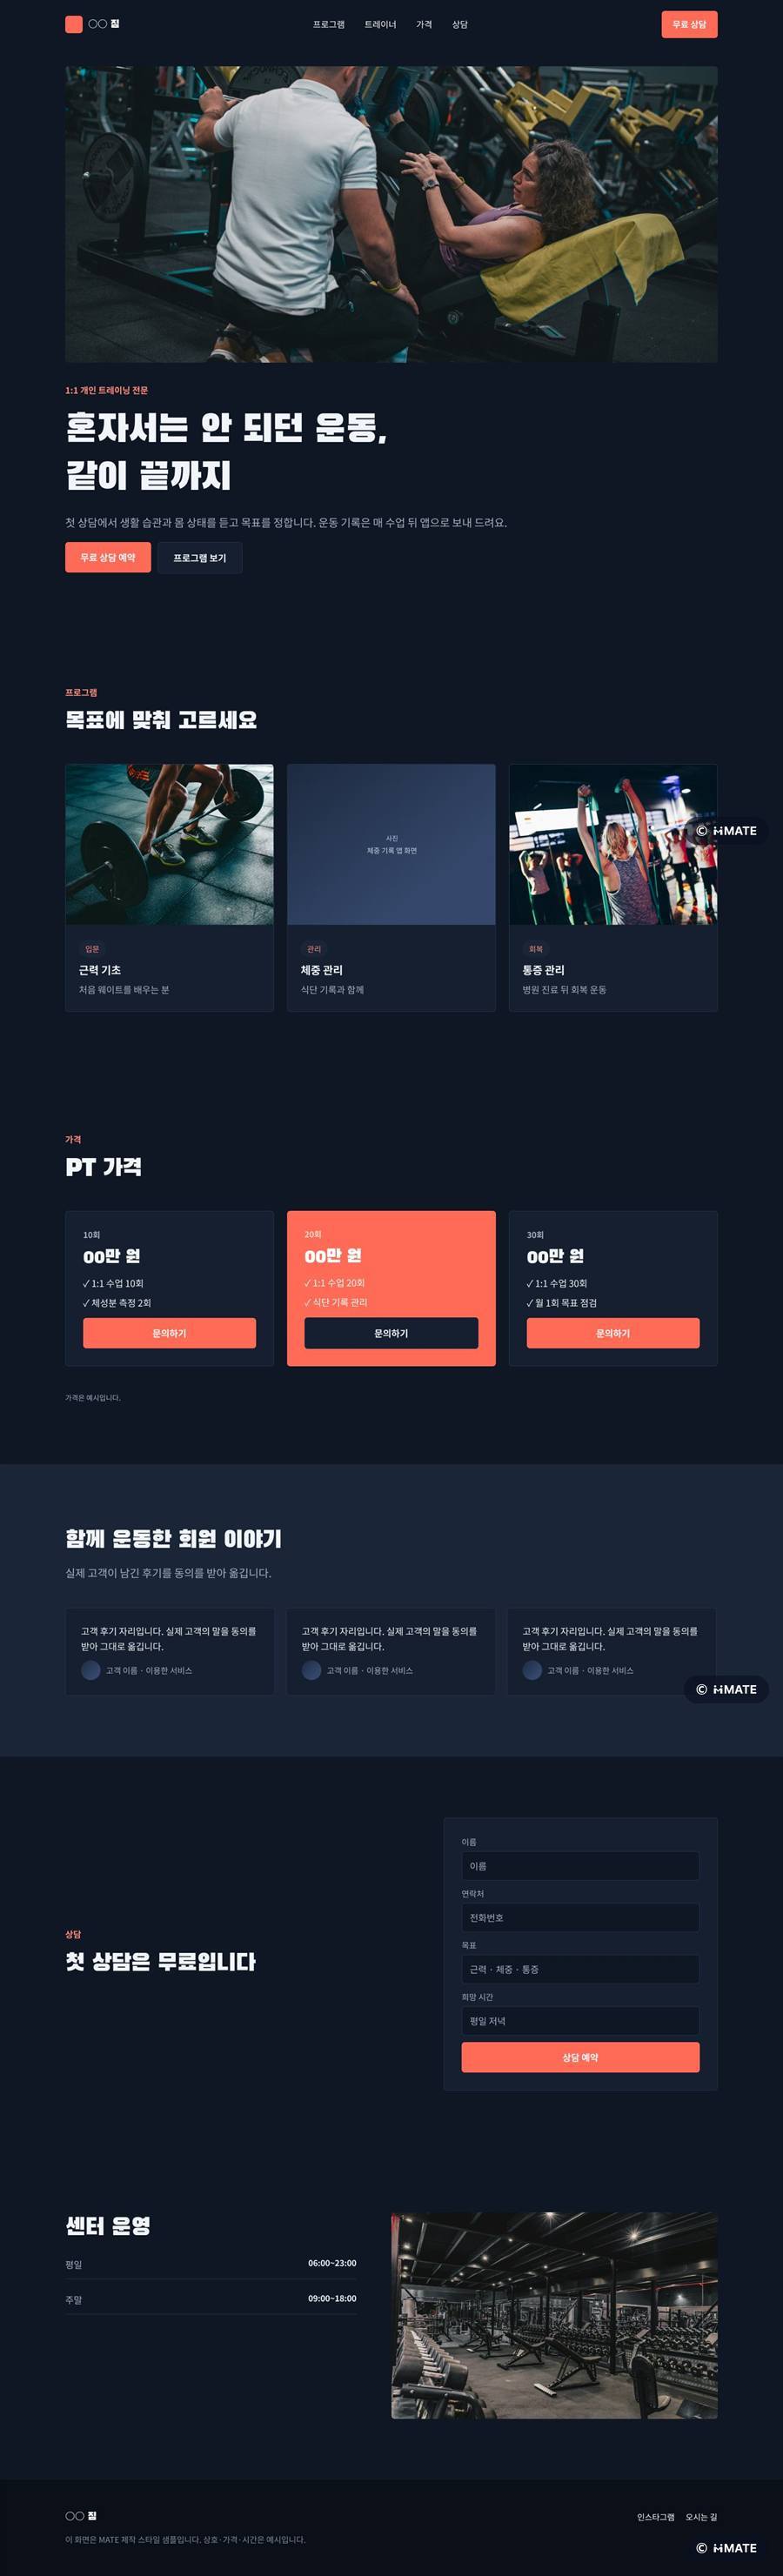 ○○ 짐
프로그램 트레이너 가격 상담
무료 상담
1:1 개인 트레이닝 전문
혼자서는 안 되던 운동,
같이 끝까지
첫 상담에서 생활 습관과 몸 상태를 듣고 목표를 정합니다. 운동 기록은 매 수업 뒤 앱으로 보내 드려요.
무료 상담 예약
프로그램 보기
프로그램
목표에 맞춰 고르세요
사진
체중 기록 앱 화면
© MATE
입문
근력 기초
처음 웨이트를 배우는 분
관리
체중 관리
식단 기록과 함께
회복
통증 관리
병원 진료 뒤 회복 운동
가격
PT 가격
10회
00만 원
✓ 1:1 수업 10회
✓ 체성분 측정 2회
문의하기
20회
00만 원
✓ 1:1 수업 20회
✓ 식단 기록 관리
문의하기
30회
00만 원
✓ 1:1 수업 30회
✓ 월 1회 목표 점검
문의하기
가격은 예시입니다.
함께 운동한 회원 이야기
실제 고객이 남긴 후기를 동의를 받아 옮깁니다.
고객 후기 자리입니다. 실제 고객의 말을 동의를
받아 그대로 옮깁니다.
고객 이름 · 이용한 서비스
고객 후기 자리입니다. 실제 고객의 말을 동의를
받아 그대로 옮깁니다.
고객 이름 · 이용한 서비스
고객 후기 자리입니다. 실제 고객의 말을 동의를
받아 그대로 옮깁니다.
고객 이름 · 이용한 서비스
© MATE
상담
첫 상담은 무료입니다
이름
이름
연락처
전화번호
목표
근력 · 체중 · 통증
희망 시간
평일 저녁
상담 예약
센터 운영
평일 06:00~23:00
주말 09:00~18:00
○○ 짐
인스타그램 오시는 길
이 화면은 MATE 제작 스타일 샘플입니다. 상호·가격·시간은 예시입니다.
© MATE